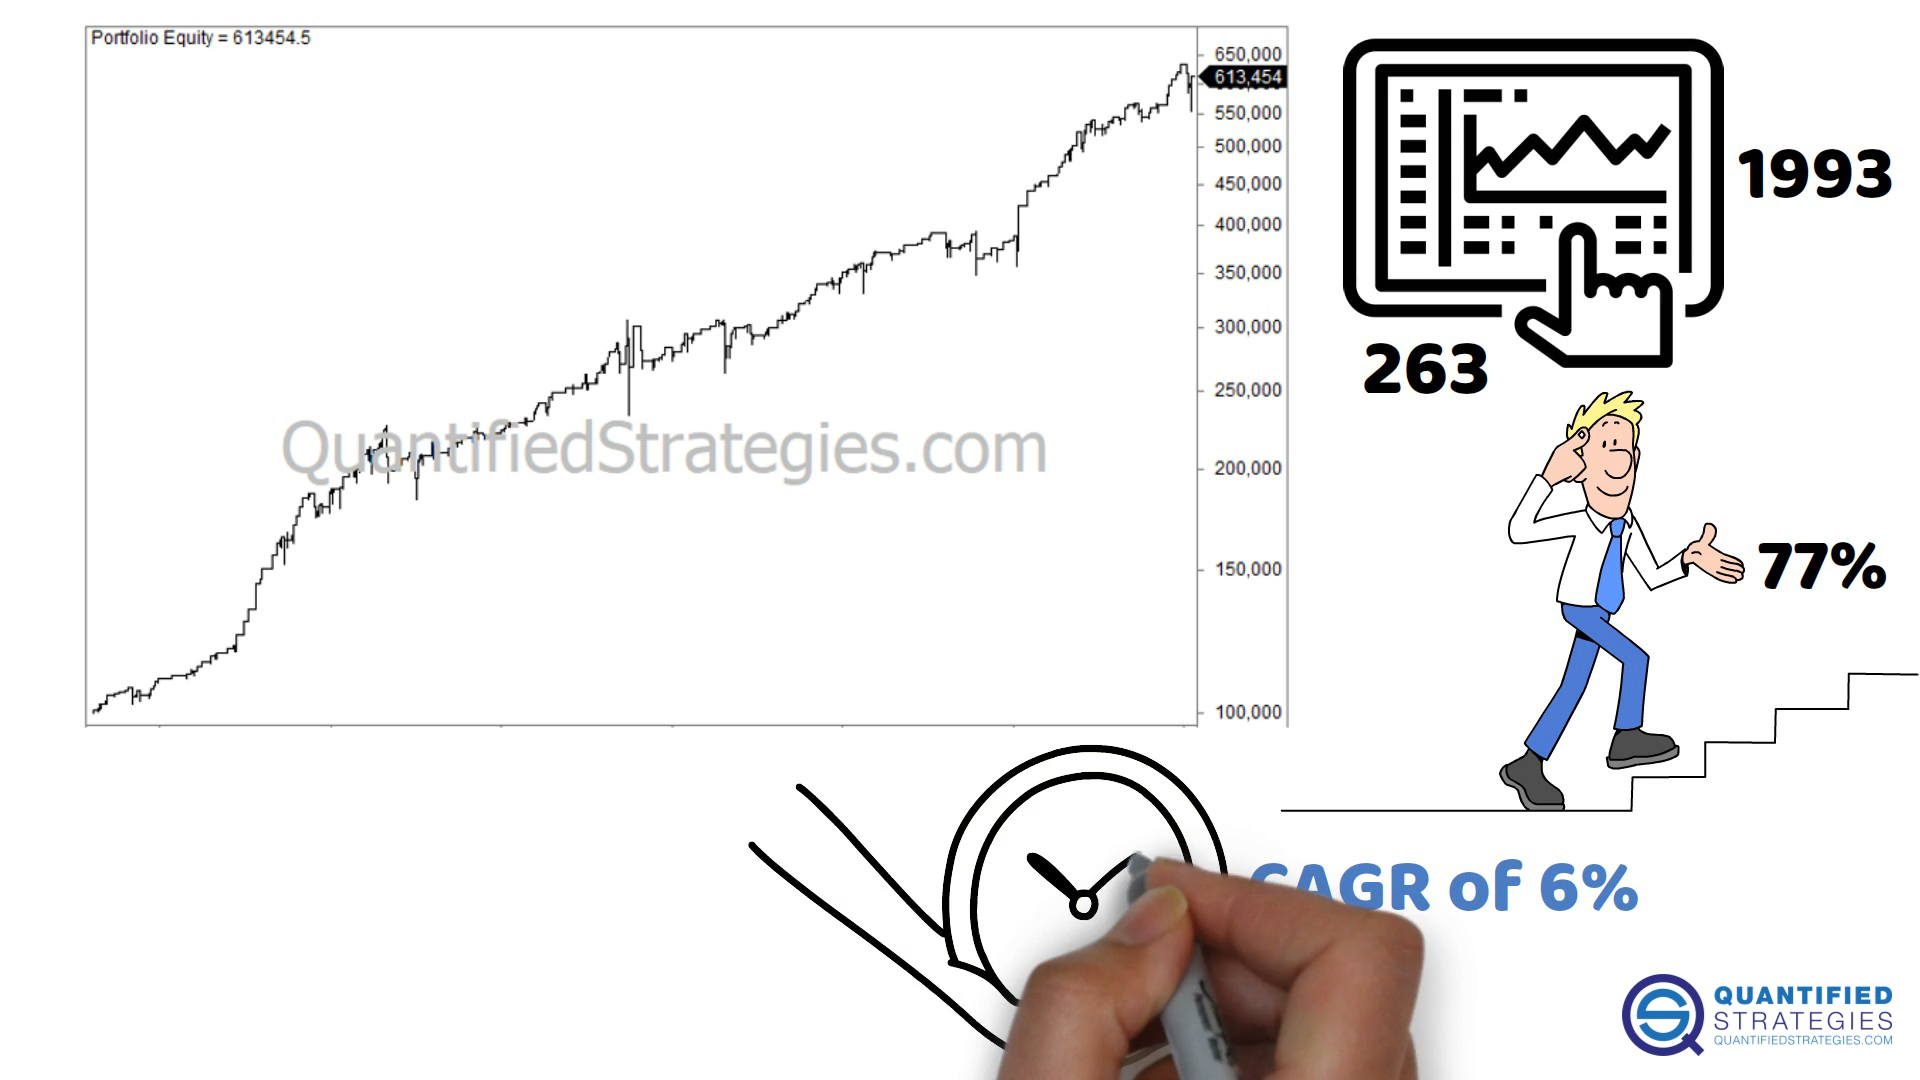 Portfolio Equity = 613454.5
650,000
613,454
550,000
500,000
450,000
400,000
350,000
300,000
250,000
200,000
150,000
100,000
QuantifiedStrategies.com
1993
263
77%
CAGR of 6%
QUANTIFIED
STRATEGIES
QUANTIFIEDSTRATEGIES.COM